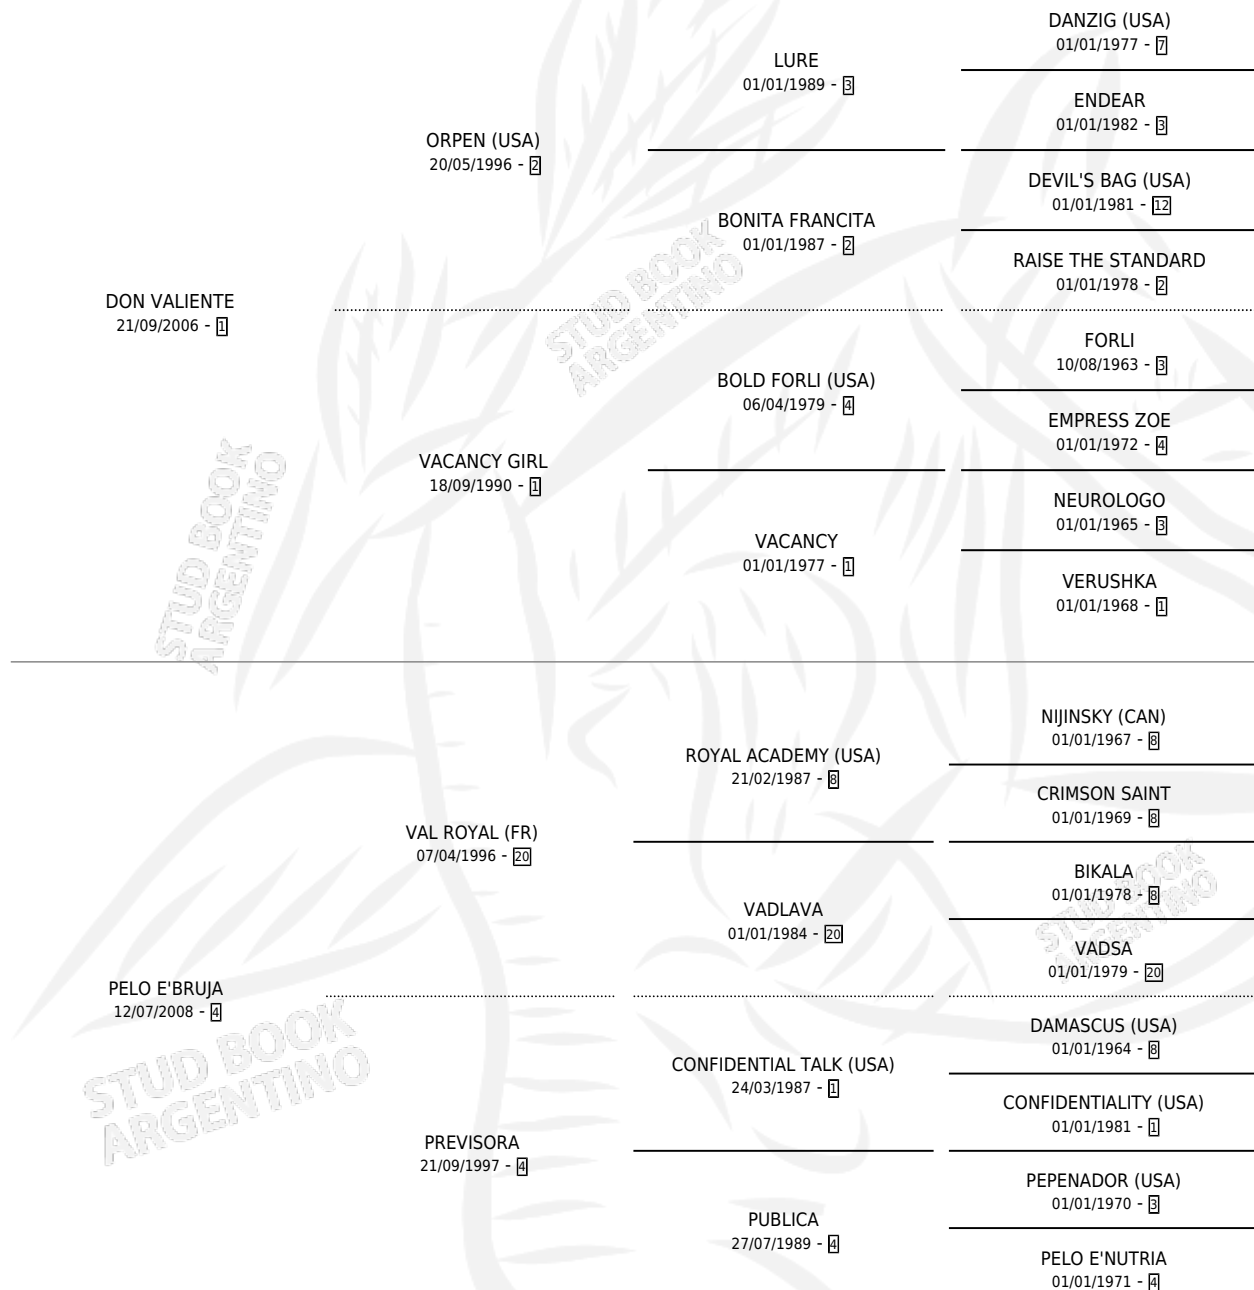 DON VALIENTE
21/09/2006 - 1
ORPEN (USA)
20/05/1996 - 2
LURE
01/01/1989 - 3
DANZIG (USA)
01/01/1977 - 7
ENDEAR
01/01/1982 - 3
BONITA FRANCITA
01/01/1987 - 2
DEVIL'S BAG (USA)
01/01/1981 - 12
RAISE THE STANDARD
01/01/1978 - 2
VACANCY GIRL
18/09/1990 - 1
BOLD FORLI (USA)
06/04/1979 - 4
FORLI
10/08/1963 - 3
EMPRESS ZOE
01/01/1972 - 4
VACANCY
01/01/1977 - 1
NEUROLOGO
01/01/1965 - 3
VERUSHKA
01/01/1968 - 1
PELO E'BRUJA
12/07/2008 - 4
VAL ROYAL (FR)
07/04/1996 - 20
ROYAL ACADEMY (USA)
21/02/1987 - 8
NIJINSKY (CAN)
01/01/1967 - 8
CRIMSON SAINT
01/01/1969 - 8
VADLAVA
01/01/1984 - 20
BIKALA
01/01/1978 - 8
VADSA
01/01/1979 - 20
PREVISORA
21/09/1997 - 4
CONFIDENTIAL TALK (USA)
24/03/1987 - 1
DAMASCUS (USA)
01/01/1964 - 8
CONFIDENTIALITY (USA)
01/01/1981 - 1
PUBLICA
27/07/1989 - 4
PEPENADOR (USA)
01/01/1970 - 3
PELO E'NUTRIA
01/01/1971 - 4
STUD BOOK
ARGENTINO
STUD BOOK
ARGENTINO
STUD BOOK
ARGENTINO
STUD BOOK
ARGENTINO